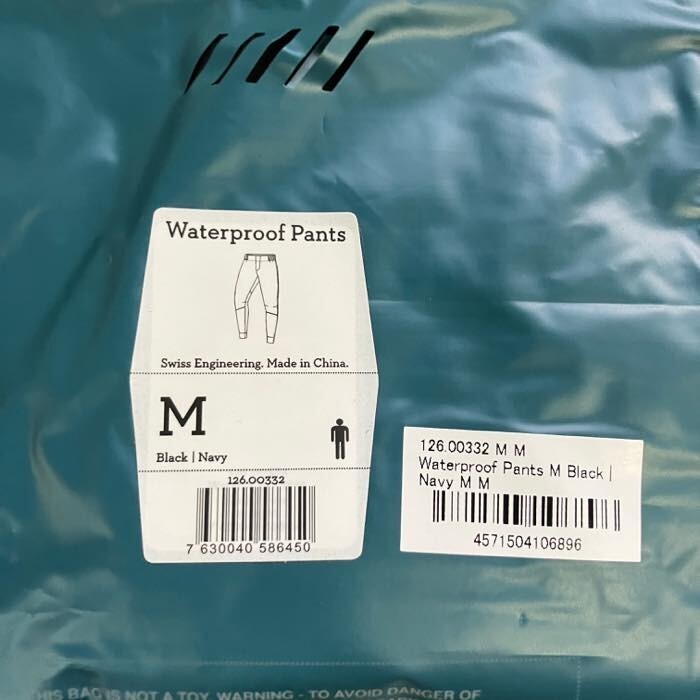 Waterproof Pants
Swiss Engineering. Made in China.
M
Black | Navy
126.00332
7 630040 586450
126.00332 M M
Waterproof Pants M Black |
Navy M M
4571504106896
HIS BAG IS NOT A TOY WARNING - TO AVOID DANGER OF